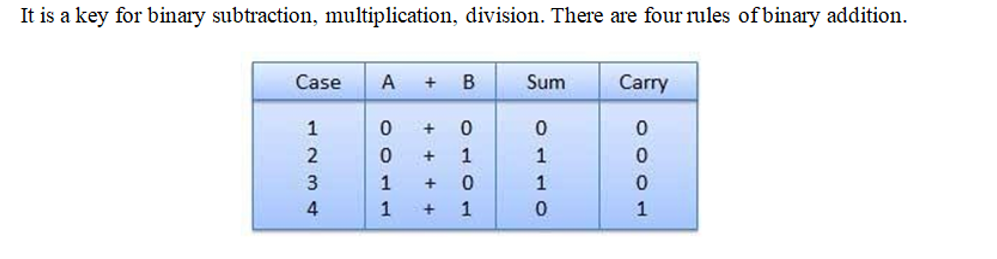 It is a key for binary subtraction, multiplication, division. There are four rules of binary addition.
Case A + B Sum Carry
1 0 + 0 0 0
2 0 + 1 1 0
3 1 + 0 1 0
4 1 + 1 0 1